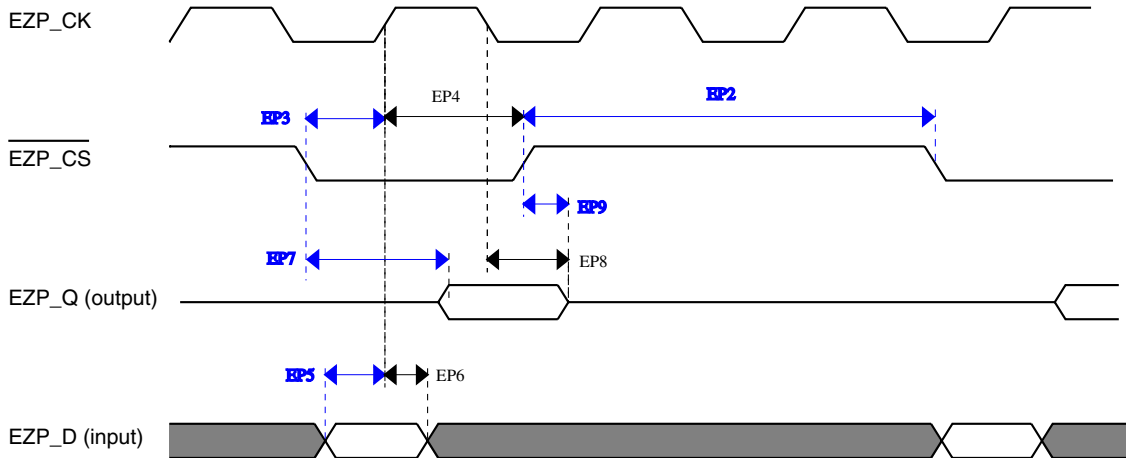 EZP_CK
EP4
EP2
EP3
EZP_CS
EP9
EP7
EP8
EZP_Q (output)
EP5
EP6
EZP_D (input)